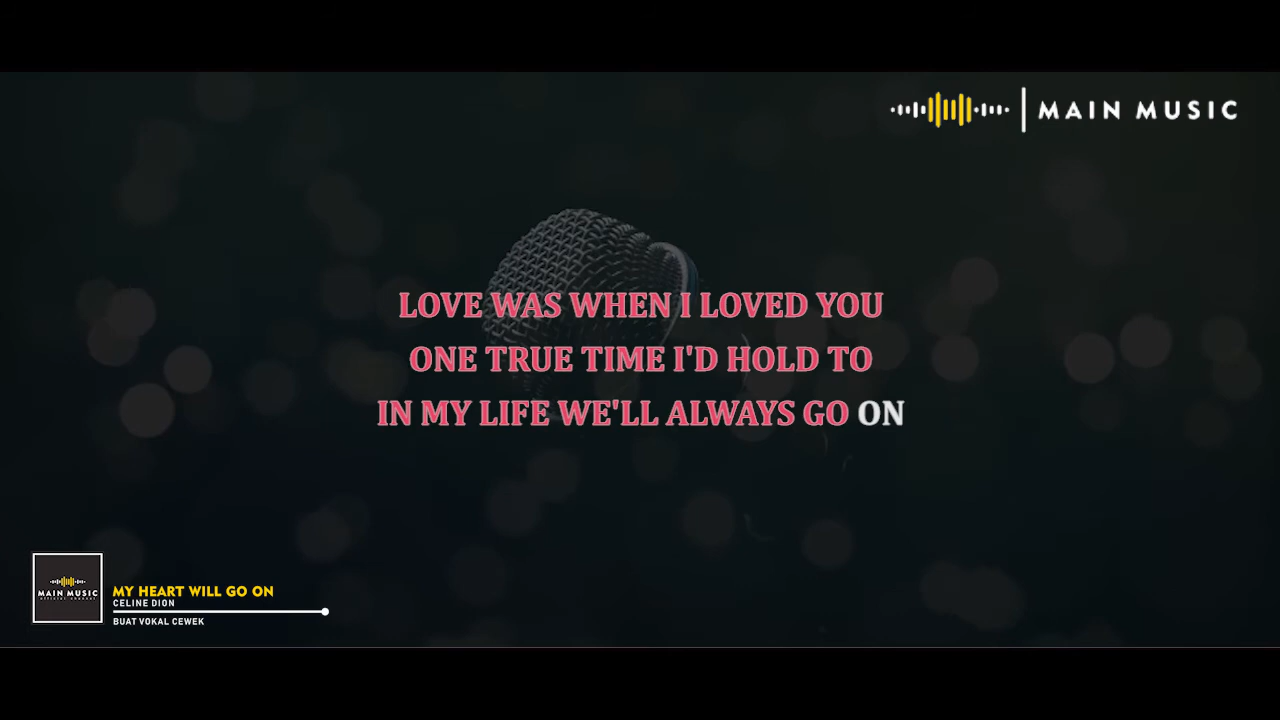 MAIN MUSIC
LOVE WAS WHEN I LOVED YOU
ONE TRUE TIME I'D HOLD TO
IN MY LIFE WE'LL ALWAYS GO ON
MAIN MUSIC
MY HEART WILL GO ON
CELINE DION
BUAT VOKAL CEWEK